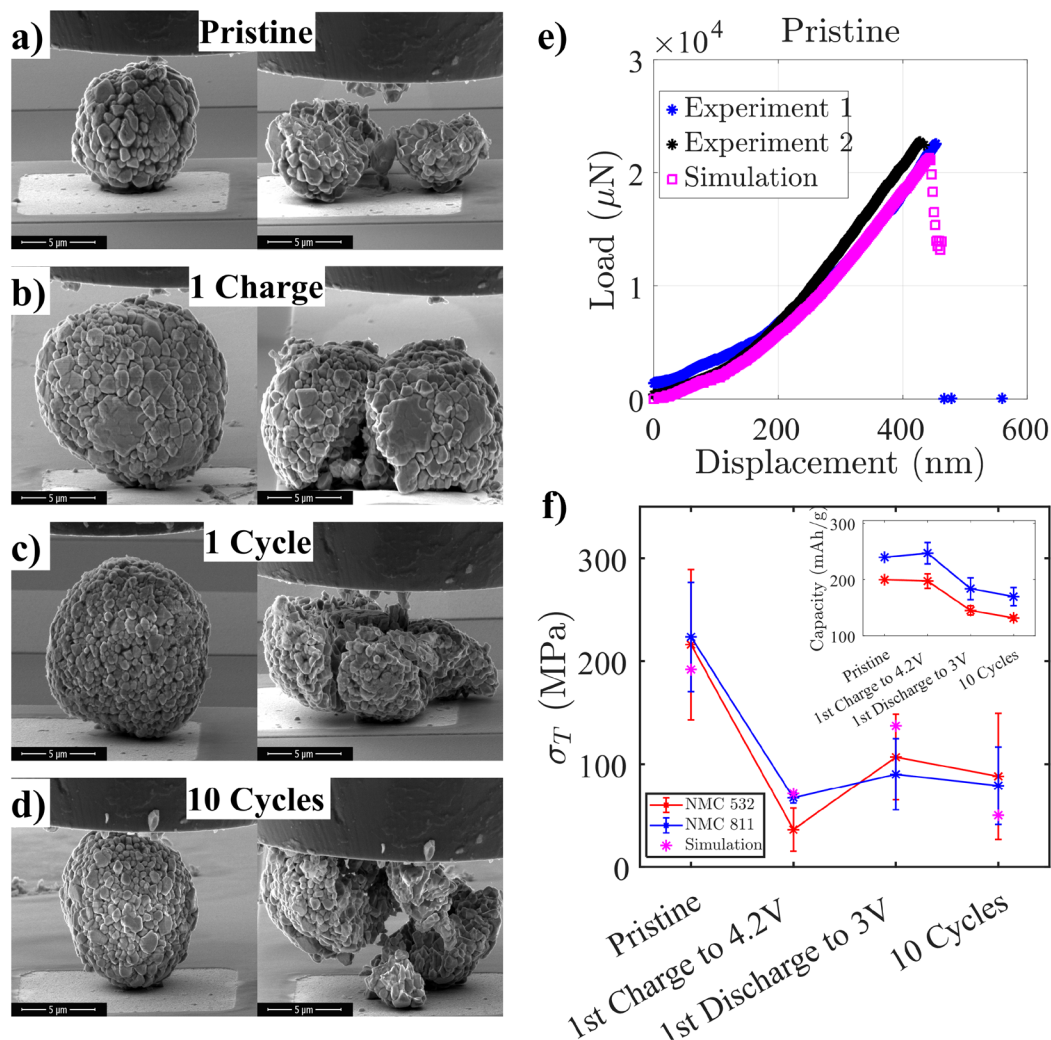 a) Pristine
5 μm
5 μm
b) 1 Charge
5 μm
5 μm
c) 1 Cycle
5 μm
5 μm
d) 10 Cycles
5 μm
5 μm
e) Pristine
×10⁴
3
2
1
0
Load (μN)
Experiment 1
Experiment 2
Simulation
0 200 400 600
Displacement (nm)
f)
300
200
100
0
σ_T (MPa)
NMC 532
NMC 811
Simulation
Pristine
1st Charge to 4.2V
1st Discharge to 3V
10 Cycles
300
200
100
Capacity (mAh/g)
Pristine
1st Charge to 4.2V
1st Discharge to 3V
10 Cycles